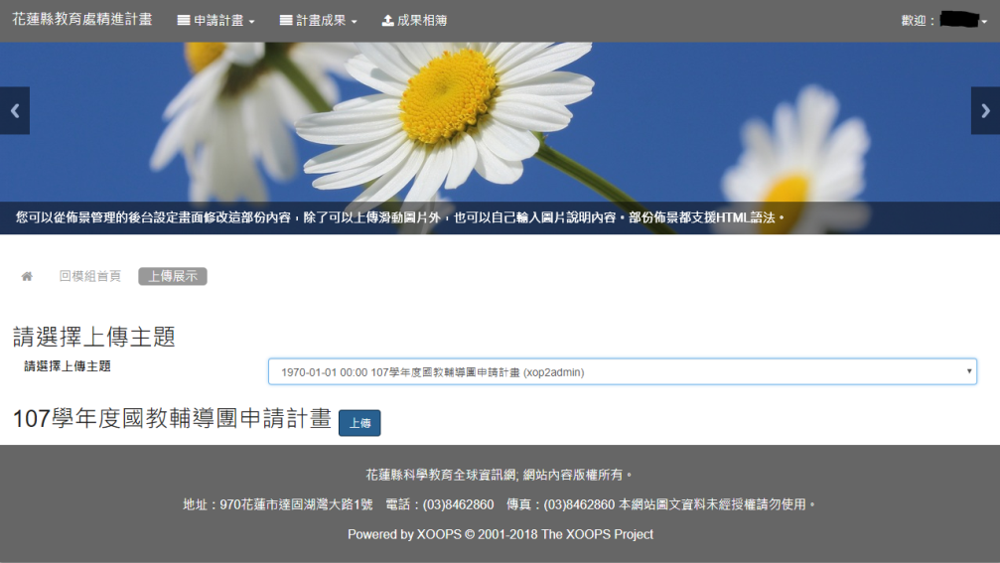 花蓮縣教育處精進計畫 申請計畫 計畫成果 成果相簿 歡迎：
您可以從佈景管理的後台設定畫面修改這部份內容，除了可以上傳滑動圖片外，也可以自己輸入圖片說明內容。部份佈景都支援HTML語法。
回模組首頁 上傳展示
請選擇上傳主題
請選擇上傳主題 1970-01-01 00:00 107學年度國教輔導團申請計畫 (xop2admin)
107學年度國教輔導團申請計畫 上傳
花蓮縣科學教育全球資訊網; 網站內容版權所有。
地址：970花蓮市達固湖灣大路1號 電話：(03)8462860 傳真：(03)8462860 本網站圖文資料未經授權請勿使用。
Powered by XOOPS © 2001-2018 The XOOPS Project